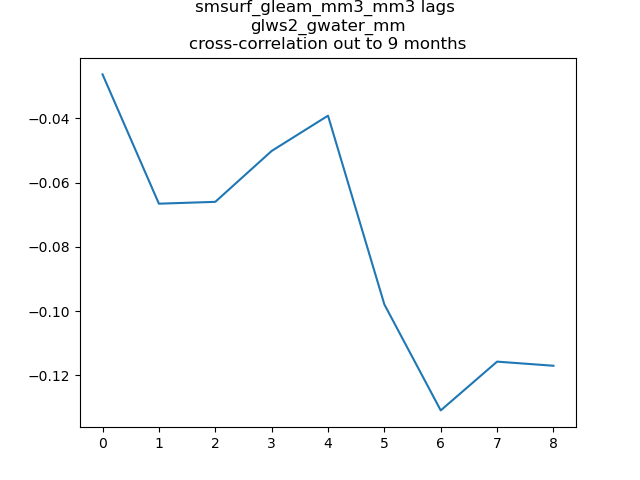 smsurf_gleam_mm3_mm3 lags
glws2_gwater_mm
cross-correlation out to 9 months
−0.04
−0.06
−0.08
−0.10
−0.12
0 1 2 3 4 5 6 7 8